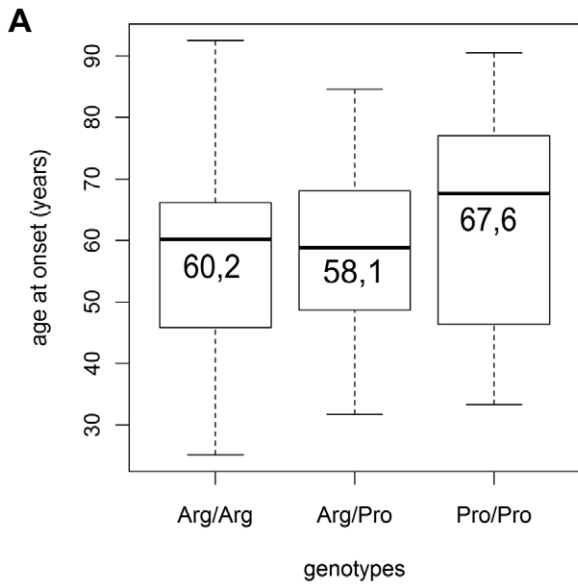 A
age at onset (years)
90
80
70
60
50
40
30
60,2
58,1
67,6
Arg/Arg Arg/Pro Pro/Pro
genotypes